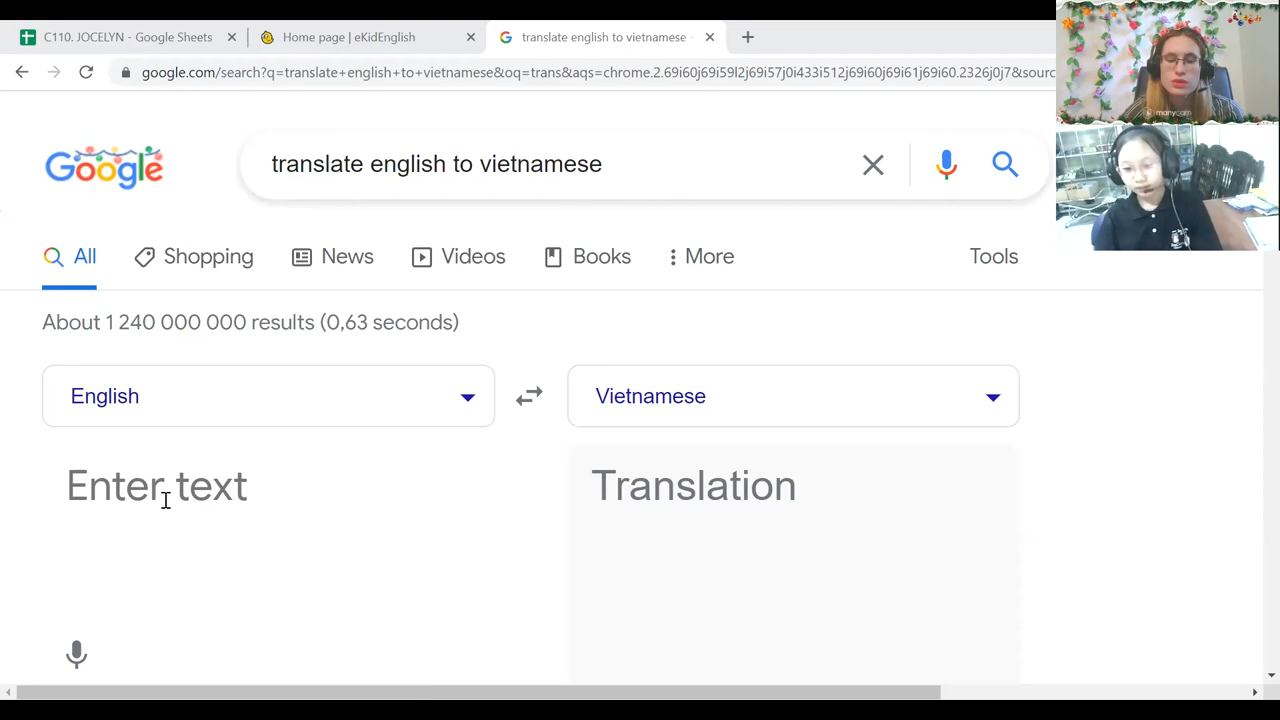 C110. JOCELYN - Google Sheets
Home page | eKidEnglish
translate english to vietnamese -
google.com/search?q=translate+english+to+vietnamese&oq=trans&aqs=chrome.2.69i60j69i59l2j69i57j0i433i512j69i60j69i61j69i60.2326j0j7&sourc
manycam
Google
translate english to vietnamese
All
Shopping
News
Videos
Books
More
Tools
About 1 240 000 000 results (0,63 seconds)
English
Vietnamese
Enter text
Translation